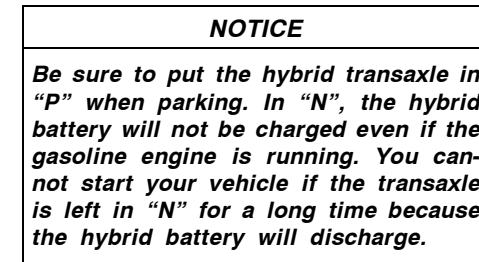 NOTICE
Be sure to put the hybrid transaxle in
“P” when parking. In “N”, the hybrid
battery will not be charged even if the
gasoline engine is running. You can-
not start your vehicle if the transaxle
is left in “N” for a long time because
the hybrid battery will discharge.